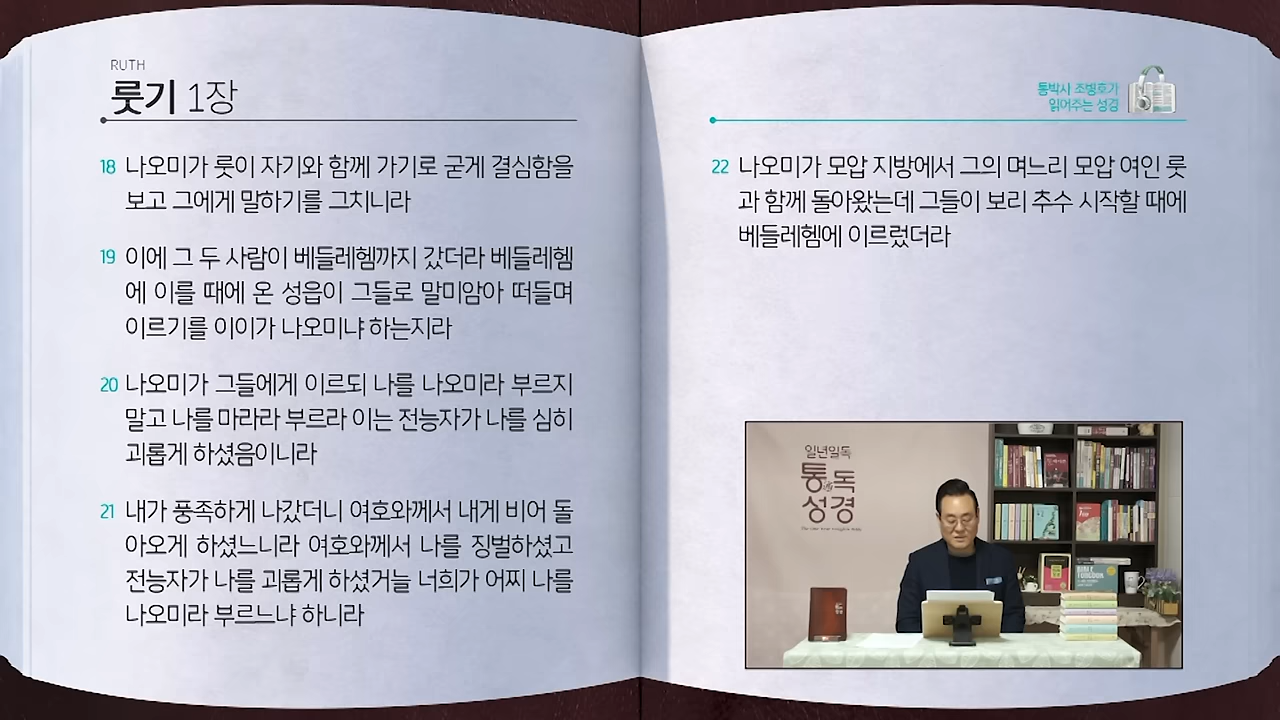 RUTH
룻기 1장
18 나오미가 룻이 자기와 함께 가기로 굳게 결심함을
보고 그에게 말하기를 그치니라
19 이에 그 두 사람이 베들레헴까지 갔더라 베들레헴
에 이를 때에 온 성읍이 그들로 말미암아 떠들며
이르기를 이이가 나오미냐 하는지라
20 나오미가 그들에게 이르되 나를 나오미라 부르지
말고 나를 마라라 부르라 이는 전능자가 나를 심히
괴롭게 하셨음이니라
21 내가 풍족하게 나갔더니 여호와께서 내게 비어 돌
아오게 하셨느니라 여호와께서 나를 징벌하셨고
전능자가 나를 괴롭게 하셨거늘 너희가 어찌 나를
나오미라 부르느냐 하니라
통박사 조병호가
읽어주는 성경
22 나오미가 모압 지방에서 그의 며느리 모압 여인 룻
과 함께 돌아왔는데 그들이 보리 추수 시작할 때에
베들레헴에 이르렀더라
일년일독
통독
성경